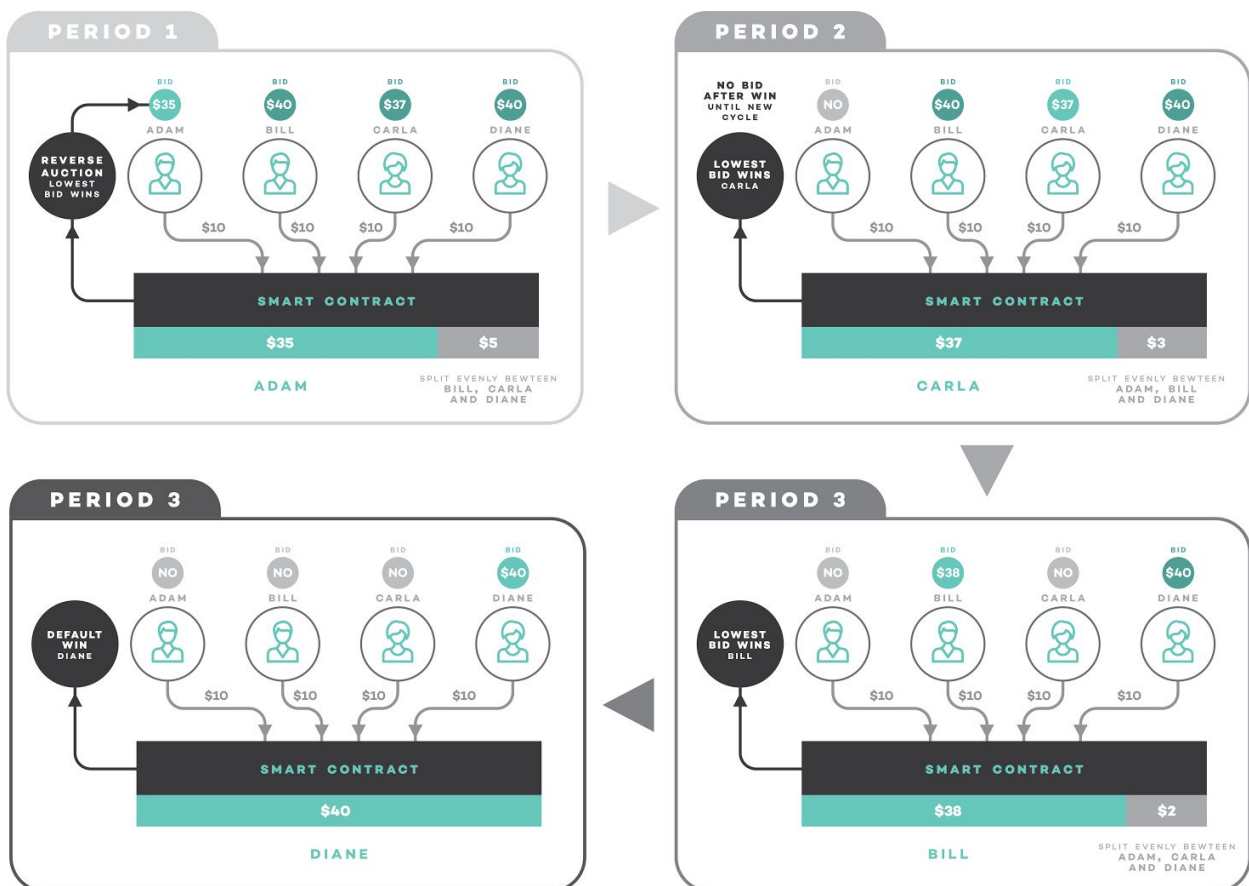 PERIOD 1
BID
BID
BID
BID
$35
$40
$37
$40
ADAM
BILL
CARLA
DIANE
REVERSE
AUCTION
LOWEST
BID WINS
$10
$10
$10
$10
SMART CONTRACT
$35
$5
ADAM
SPLIT EVENLY BEWTEEN
BILL, CARLA
AND DIANE
PERIOD 2
NO BID
AFTER WIN
UNTIL NEW
CYCLE
BID
BID
BID
BID
NO
$40
$37
$40
ADAM
BILL
CARLA
DIANE
LOWEST
BID WINS
CARLA
$10
$10
$10
$10
SMART CONTRACT
$37
$3
CARLA
SPLIT EVENLY BEWTEEN
ADAM, BILL
AND DIANE
PERIOD 3
BID
BID
BID
BID
NO
NO
NO
$40
ADAM
BILL
CARLA
DIANE
DEFAULT
WIN
DIANE
$10
$10
$10
$10
SMART CONTRACT
$40
DIANE
PERIOD 3
BID
BID
BID
BID
NO
$38
NO
$40
ADAM
BILL
CARLA
DIANE
LOWEST
BID WINS
BILL
$10
$10
$10
$10
SMART CONTRACT
$38
$2
BILL
SPLIT EVENLY BEWTEEN
ADAM, CARLA
AND DIANE